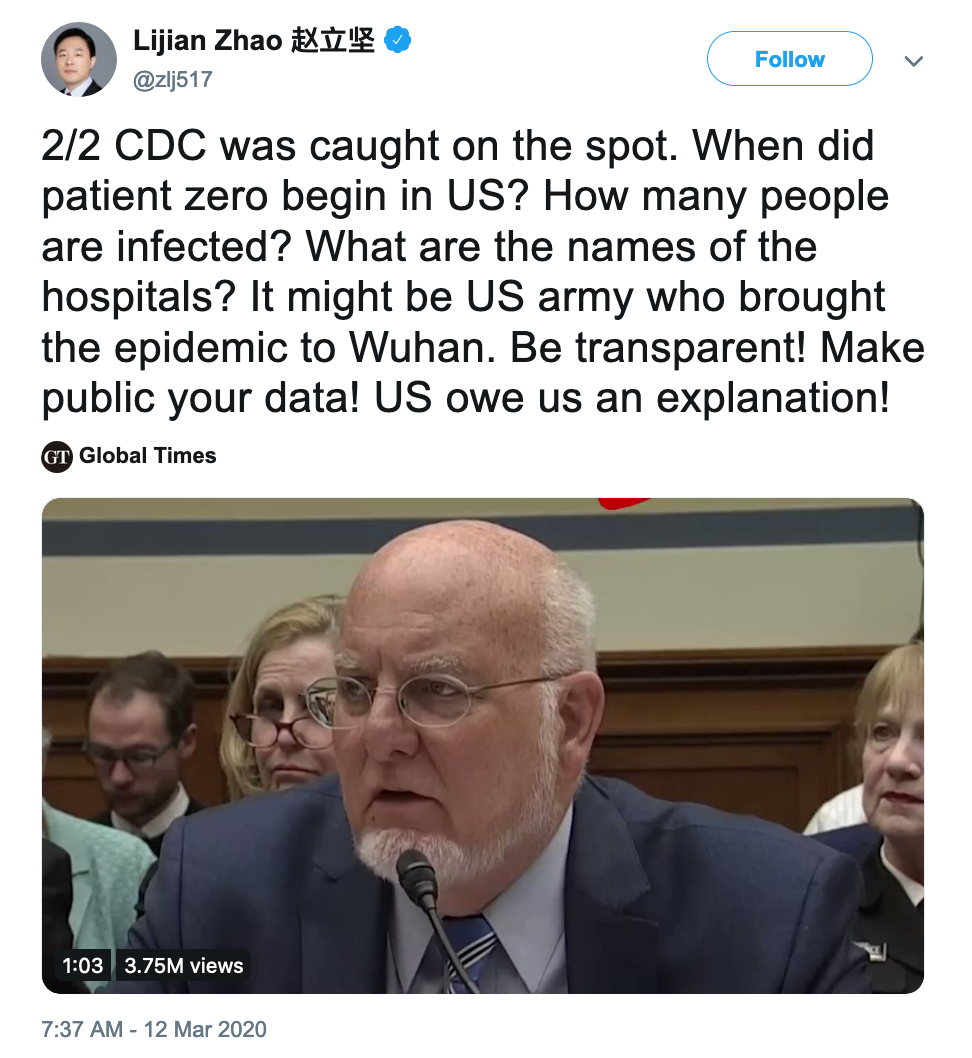 Lijian Zhao 赵立坚
@zlj517
Follow
2/2 CDC was caught on the spot. When did
patient zero begin in US? How many people
are infected? What are the names of the
hospitals? It might be US army who brought
the epidemic to Wuhan. Be transparent! Make
public your data! US owe us an explanation!
GT Global Times
1:03 3.75M views
7:37 AM - 12 Mar 2020